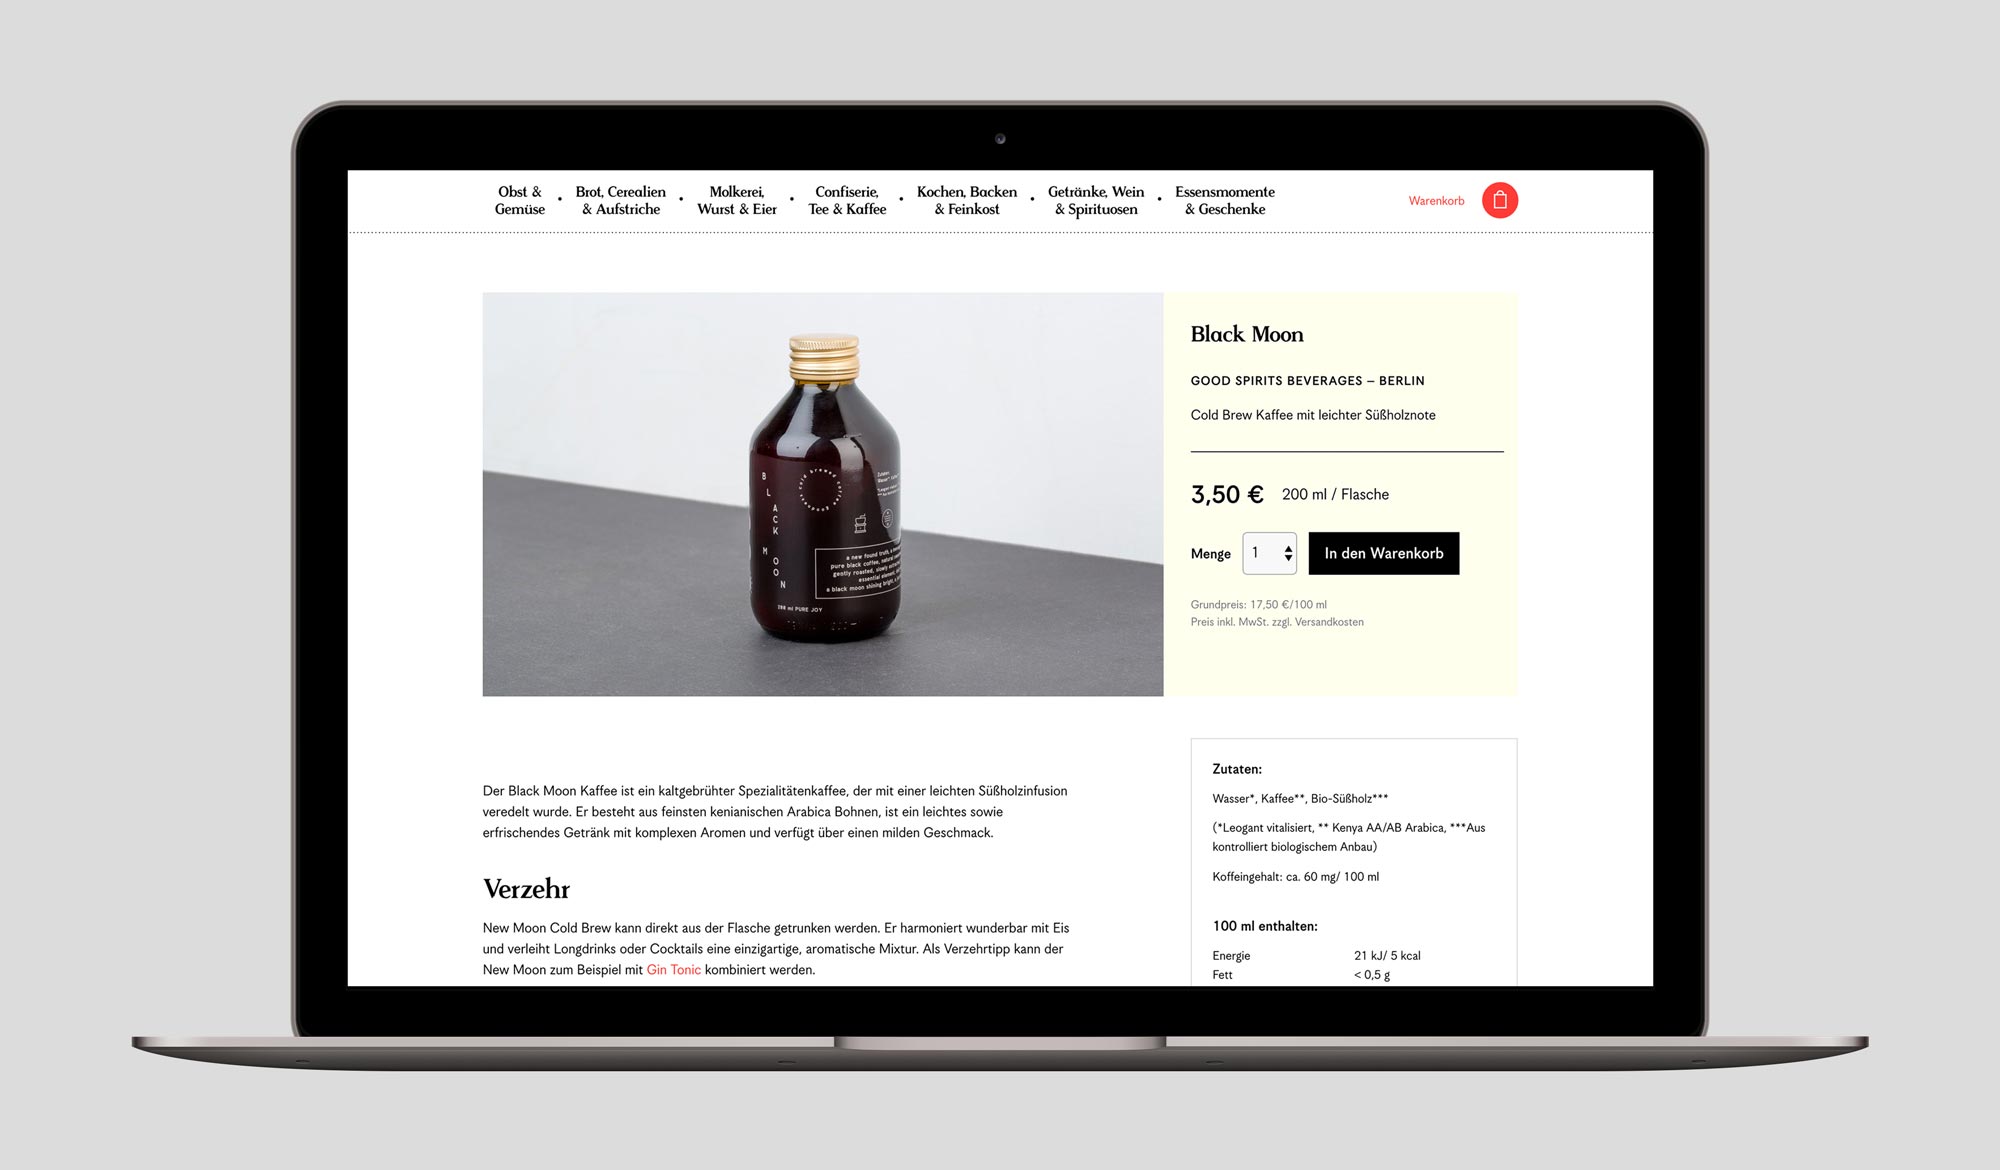 Obst &
Gemüse
Brot, Cerealien
& Aufstriche
Molkerei,
Wurst & Eier
Confiserie,
Tee & Kaffee
Kochen, Backen
& Feinkost
Getränke, Wein
& Spirituosen
Essensmomente
& Geschenke
Warenkorb
BLACK MOON
cold brewed coffee
Zutaten:
a new found truth, a
pure black coffee, natural
gently roasted, slowly
essential element,
a black moon shining bright,
200 ml PURE JOY
Black Moon
GOOD SPIRITS BEVERAGES – BERLIN
Cold Brew Kaffee mit leichter Süßholznote
3,50 € 200 ml / Flasche
Menge 1 In den Warenkorb
Grundpreis: 17,50 €/100 ml
Preis inkl. MwSt. zzgl. Versandkosten
Der Black Moon Kaffee ist ein kaltgebrühter Spezialitätenkaffee, der mit einer leichten Süßholzinfusion
veredelt wurde. Er besteht aus feinsten kenianischen Arabica Bohnen, ist ein leichtes sowie
erfrischendes Getränk mit komplexen Aromen und verfügt über einen milden Geschmack.
Verzehr
New Moon Cold Brew kann direkt aus der Flasche getrunken werden. Er harmoniert wunderbar mit Eis
und verleiht Longdrinks oder Cocktails eine einzigartige, aromatische Mixtur. Als Verzehrtipp kann der
New Moon zum Beispiel mit Gin Tonic kombiniert werden.
Zutaten:
Wasser*, Kaffee**, Bio-Süßholz***
(*Leogant vitalisiert, ** Kenya AA/AB Arabica, ***Aus
kontrolliert biologischem Anbau)
Koffeingehalt: ca. 60 mg/ 100 ml
100 ml enthalten:
Energie 21 kJ/ 5 kcal
Fett < 0,5 g